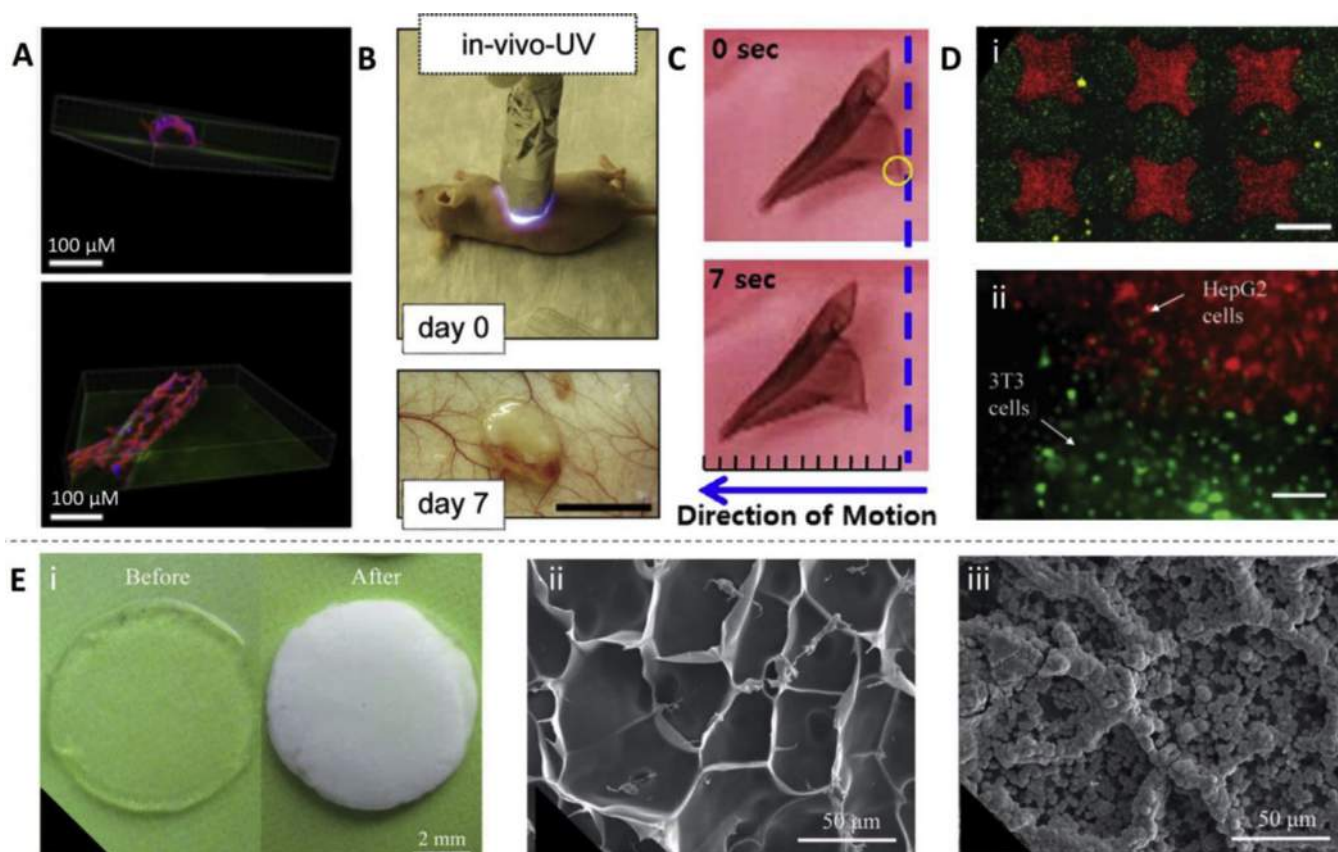 A
100 µM
100 µM
B
in-vivo-UV
day 0
day 7
C
0 sec
7 sec
Direction of Motion
D
i
ii
HepG2
cells
3T3
cells
E
i
Before
After
2 mm
ii
50 µm
iii
50 µm